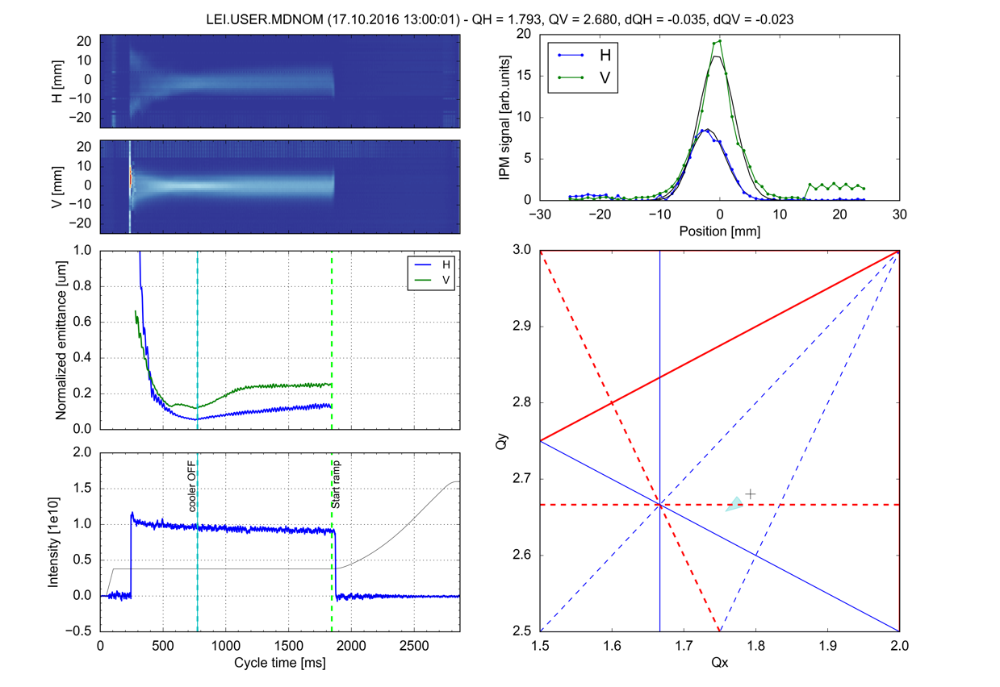 LEI.USER.MDNOM (17.10.2016 13:00:01) - QH = 1.793, QV = 2.680, dQH = -0.035, dQV = -0.023
H [mm]
20
10
0
−10
−20
V [mm]
20
10
0
−10
−20
Normalized emittance [um]
1.0
0.8
0.6
0.4
0.2
0.0
H
V
Intensity [1e10]
2.0
1.5
1.0
0.5
0.0
−0.5
cooler OFF
Start ramp
0 500 1000 1500 2000 2500
Cycle time [ms]
IPM signal [arb.units]
20
15
10
5
0
H
V
−30 −20 −10 0 10 20 30
Position [mm]
Qy
3.0
2.9
2.8
2.7
2.6
2.5
1.5 1.6 1.7 1.8 1.9 2.0
Qx